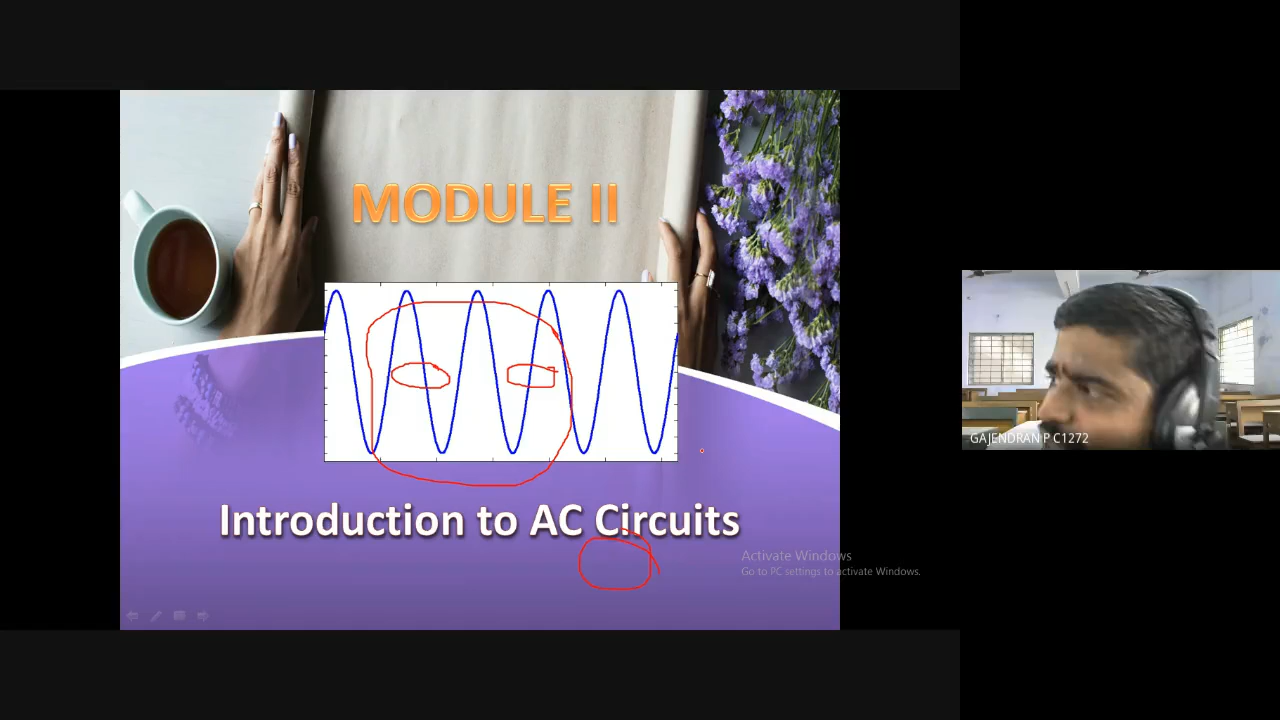 MODULE II
Introduction to AC Circuits
GAJENDRAN P C1272
Activate Windows
Go to PC settings to activate Windows.